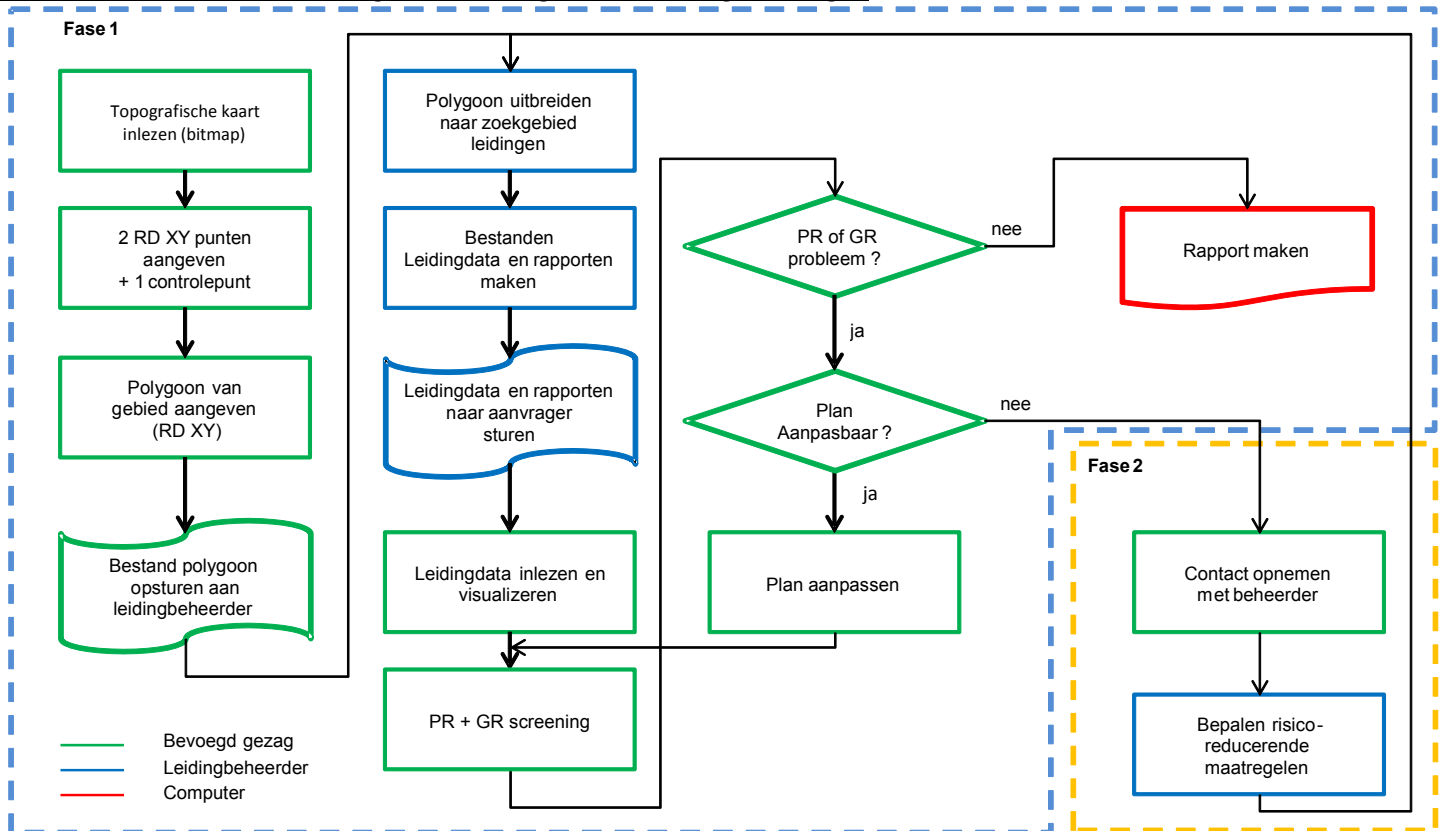 Fase 1
Topografische kaart
inlezen (bitmap)
2 RD XY punten
aangeven
+ 1 controlepunt
Polygoon van
gebied aangeven
(RD XY)
Bestand polygoon
opsturen aan
leidingbeheerder
Polygoon uitbreiden
naar zoekgebied
leidingen
Bestanden
Leidingdata en rapporten
maken
Leidingdata en rapporten
naar aanvrager
sturen
Leidingdata inlezen en
visualizeren
PR + GR screening
PR of GR
probleem ?
nee
ja
Rapport maken
Plan
Aanpasbaar ?
nee
ja
Plan aanpassen
Fase 2
Contact opnemen
met beheerder
Bepalen risico-
reducerende
maatregelen
Bevoegd gezag
Leidingbeheerder
Computer